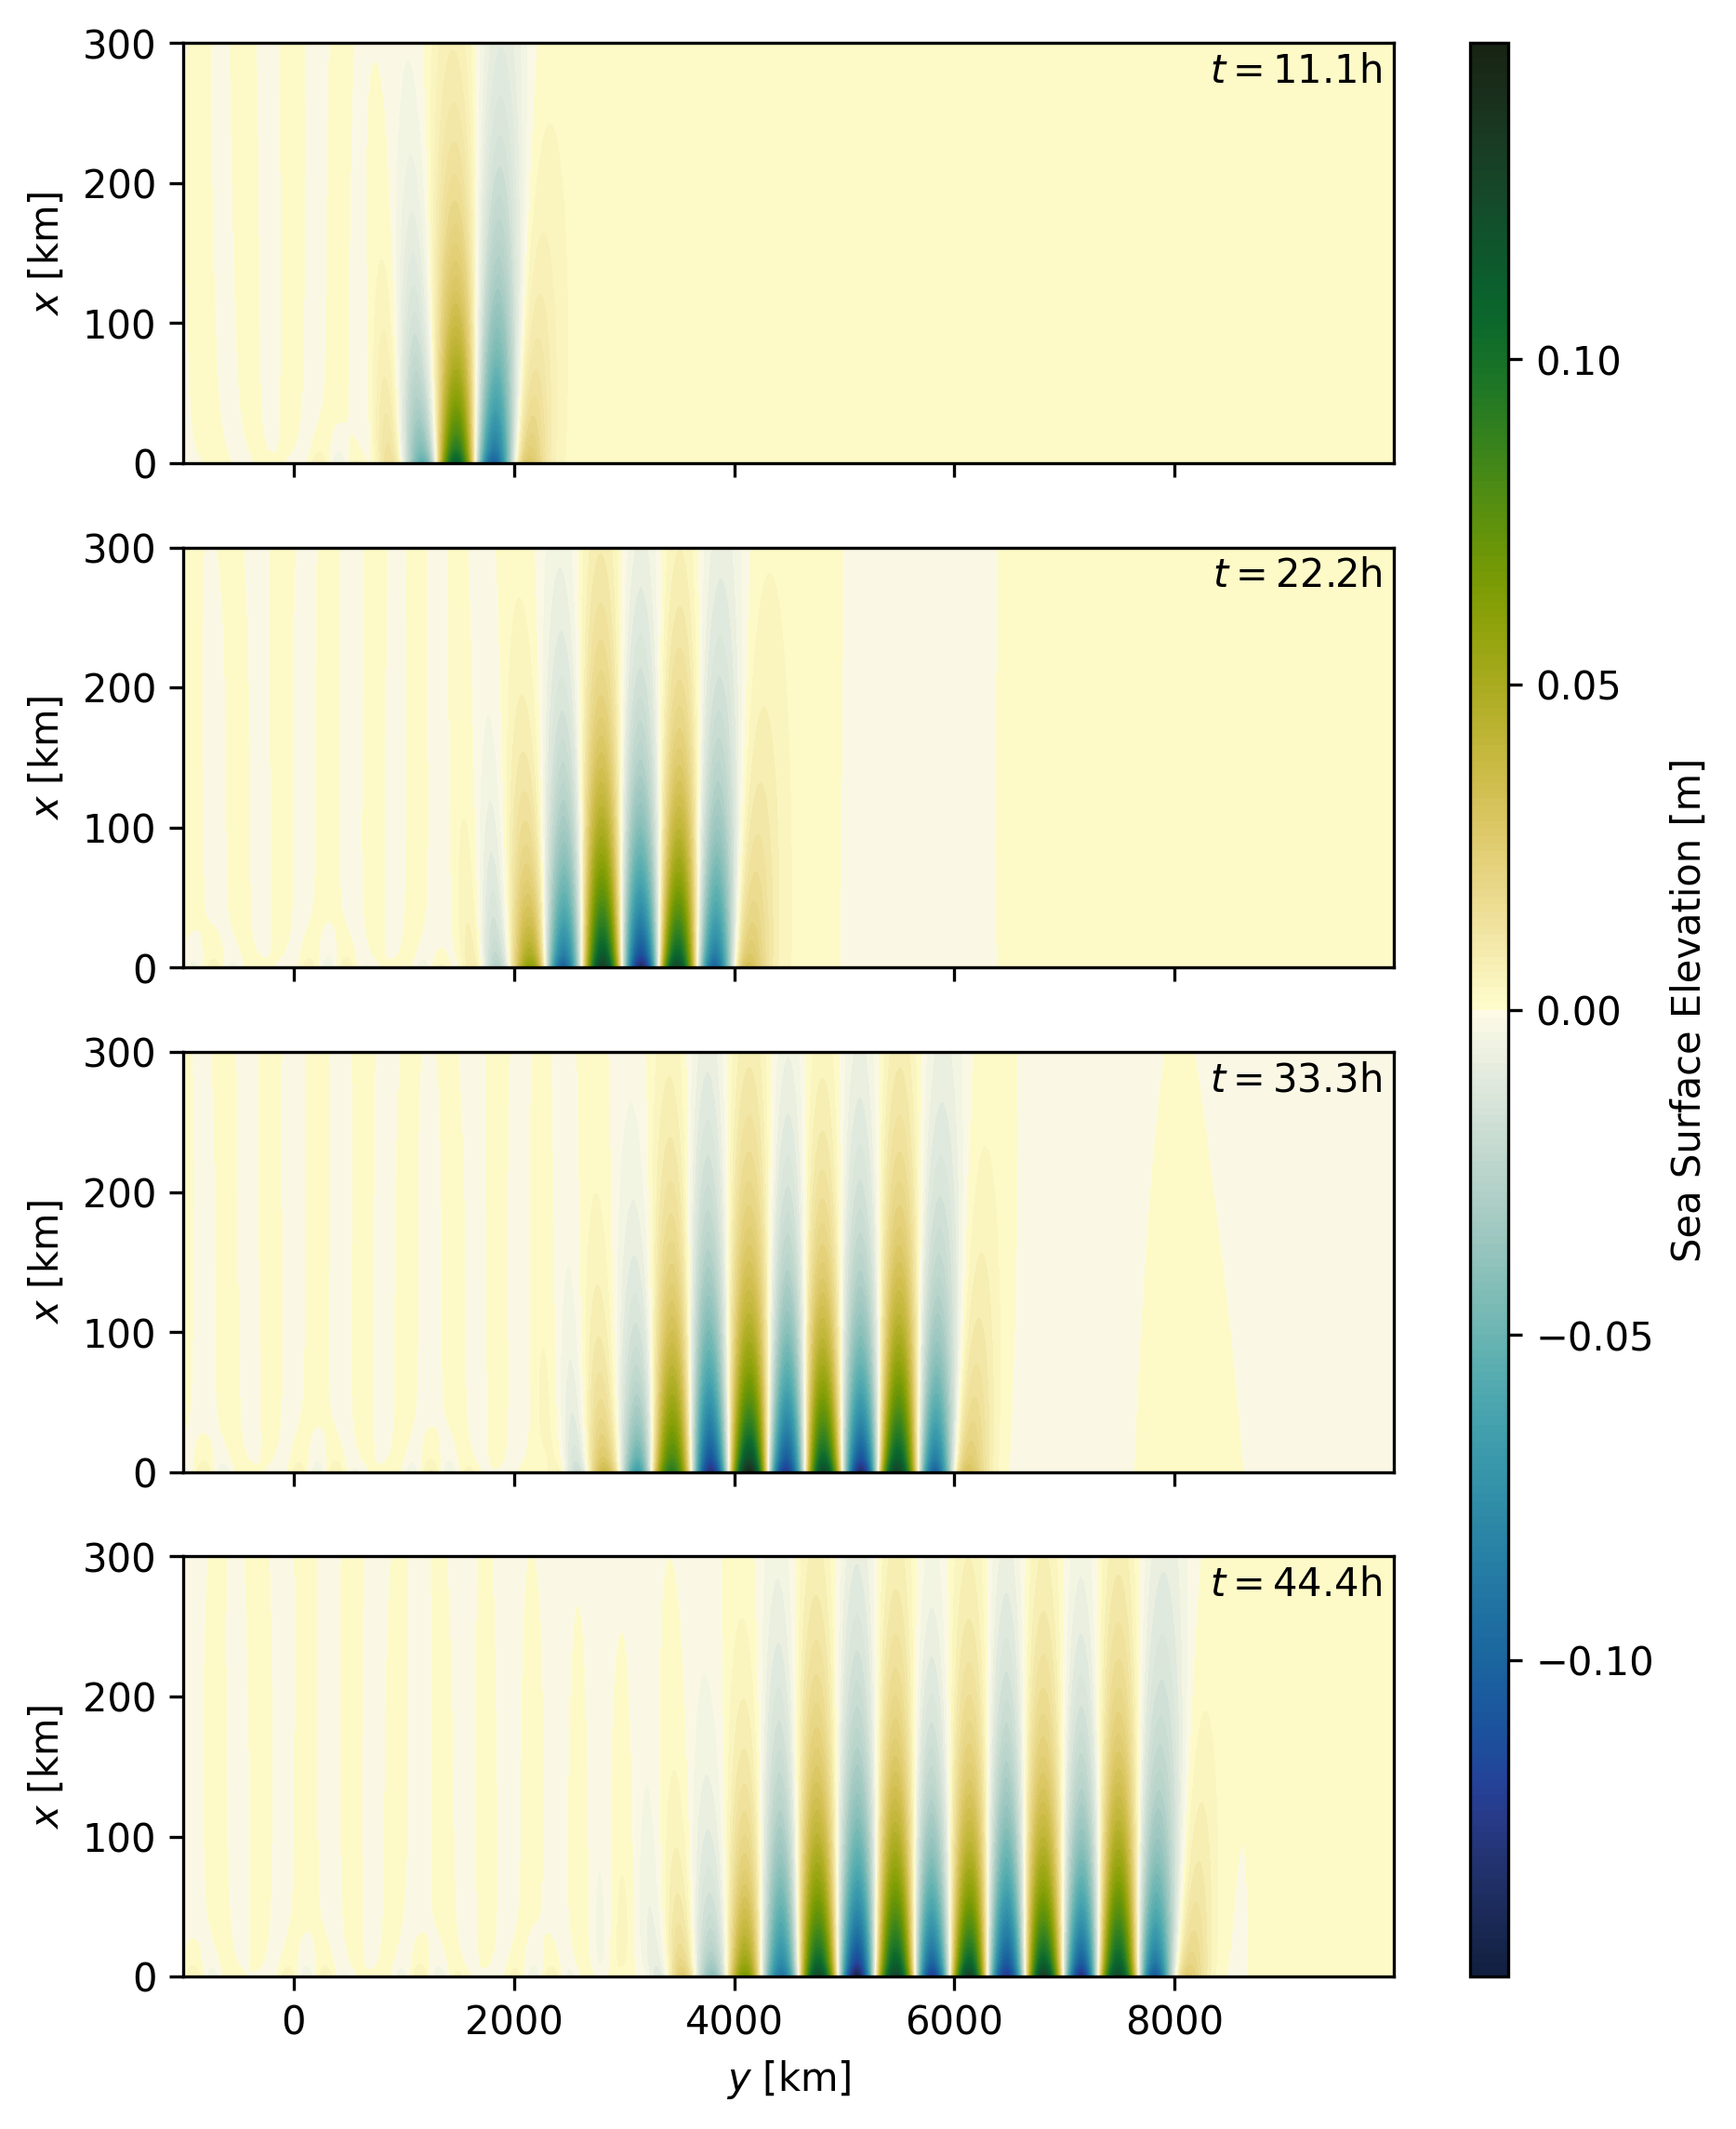 300
200
100
0
x [km]
t = 11.1h
300
200
100
0
x [km]
t = 22.2h
300
200
100
0
x [km]
t = 33.3h
300
200
100
0
x [km]
t = 44.4h
0 2000 4000 6000 8000
y [km]
0.10
0.05
0.00
−0.05
−0.10
Sea Surface Elevation [m]